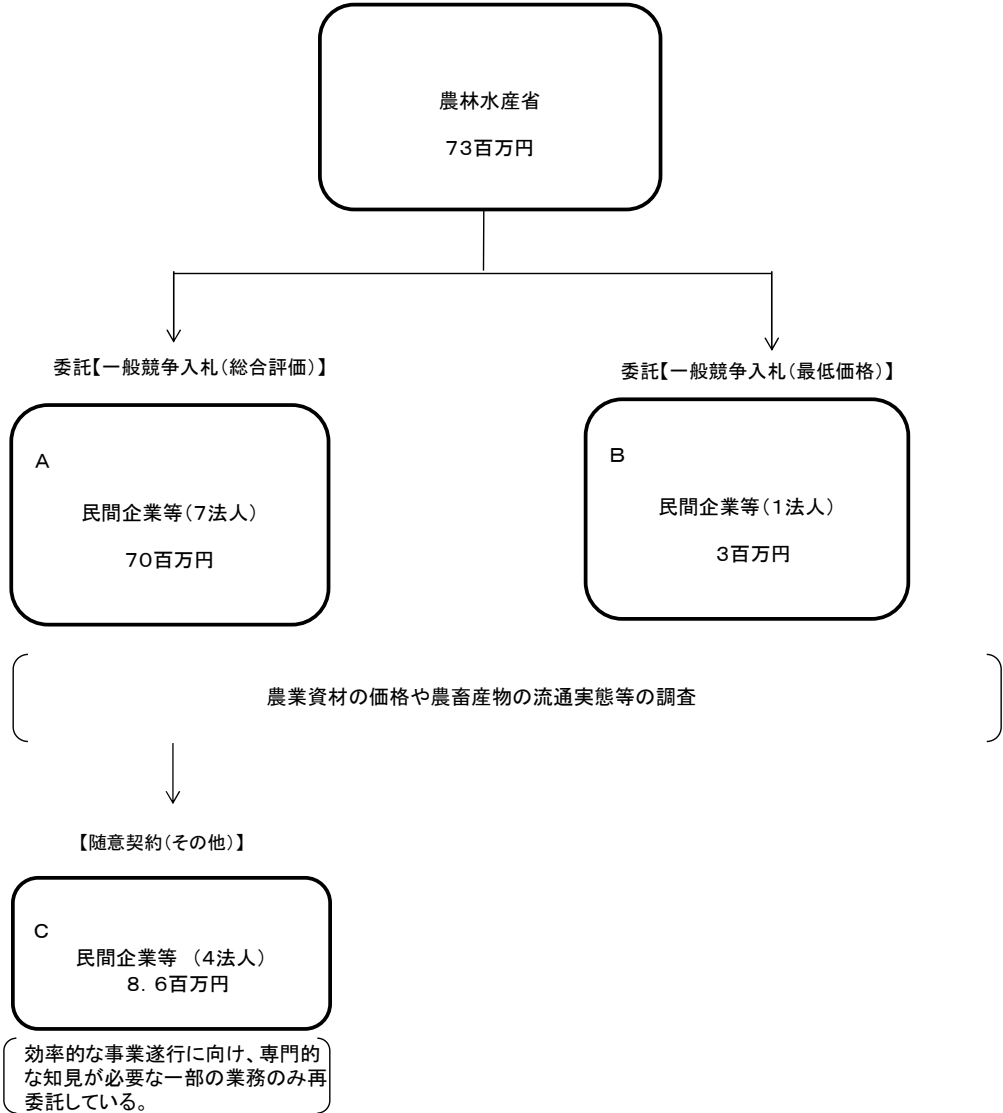 農林水産省
73百万円
委託【一般競争入札(総合評価)】
委託【一般競争入札(最低価格)】
A
民間企業等(7法人)
70百万円
B
民間企業等(1法人)
3百万円
農業資材の価格や農畜産物の流通実態等の調査
【随意契約(その他)】
C
民間企業等 (4法人)
8.6百万円
効率的な事業遂行に向け、専門的
な知見が必要な一部の業務のみ再
委託している。